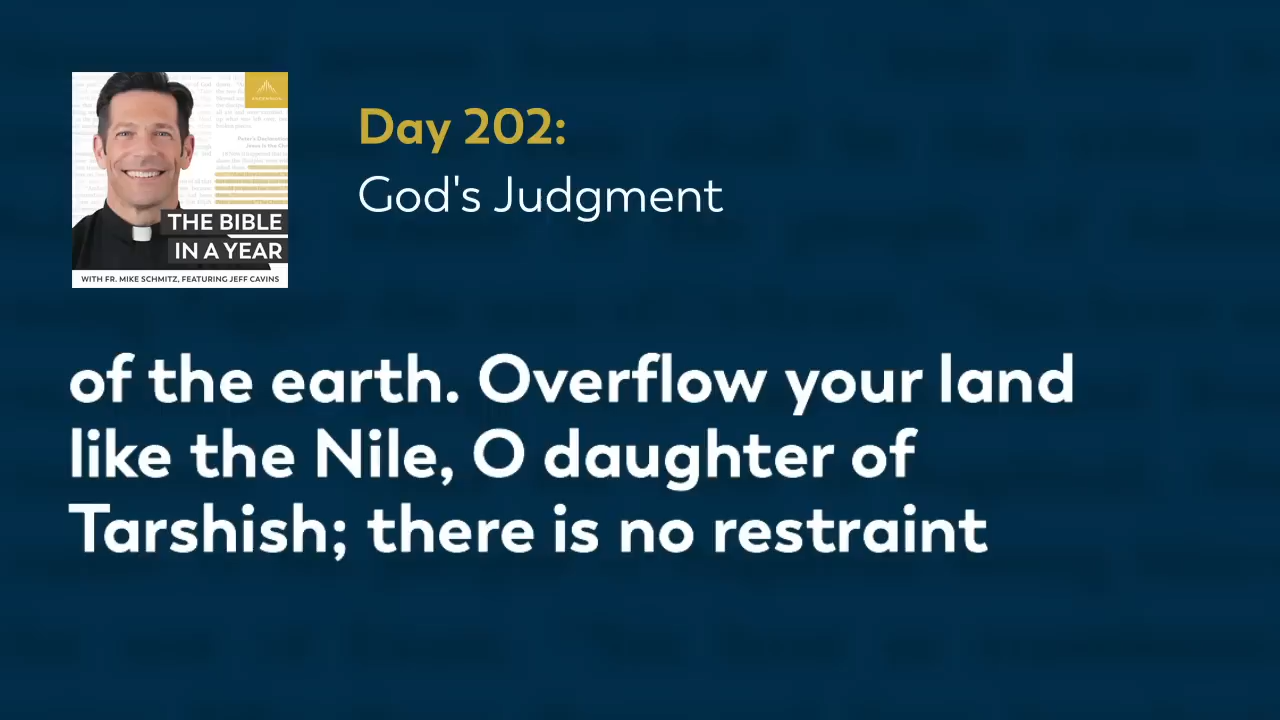 Day 202:
God's Judgment
THE BIBLE
IN A YEAR
WITH FR. MIKE SCHMITZ, FEATURING JEFF CAVINS
of the earth. Overflow your land
like the Nile, O daughter of
Tarshish; there is no restraint